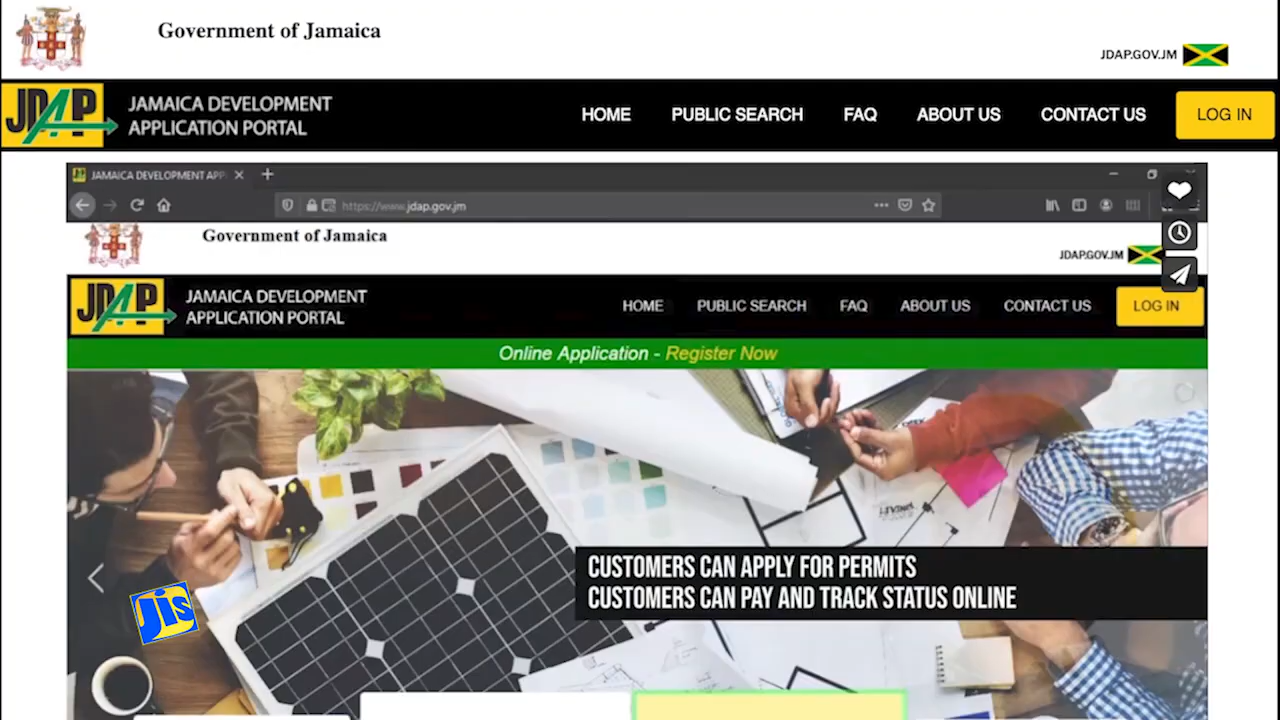 Government of Jamaica
JDAP.GOV.JM
JDAP
JAMAICA DEVELOPMENT
APPLICATION PORTAL
HOME
PUBLIC SEARCH
FAQ
ABOUT US
CONTACT US
LOG IN
JAMAICA DEVELOPMENT APP
https://www.jdap.gov.jm
Government of Jamaica
JDAP.GOV.JM
JDAP
JAMAICA DEVELOPMENT
APPLICATION PORTAL
HOME
PUBLIC SEARCH
FAQ
ABOUT US
CONTACT US
LOG IN
Online Application - Register Now
CUSTOMERS CAN APPLY FOR PERMITS
CUSTOMERS CAN PAY AND TRACK STATUS ONLINE
Jis